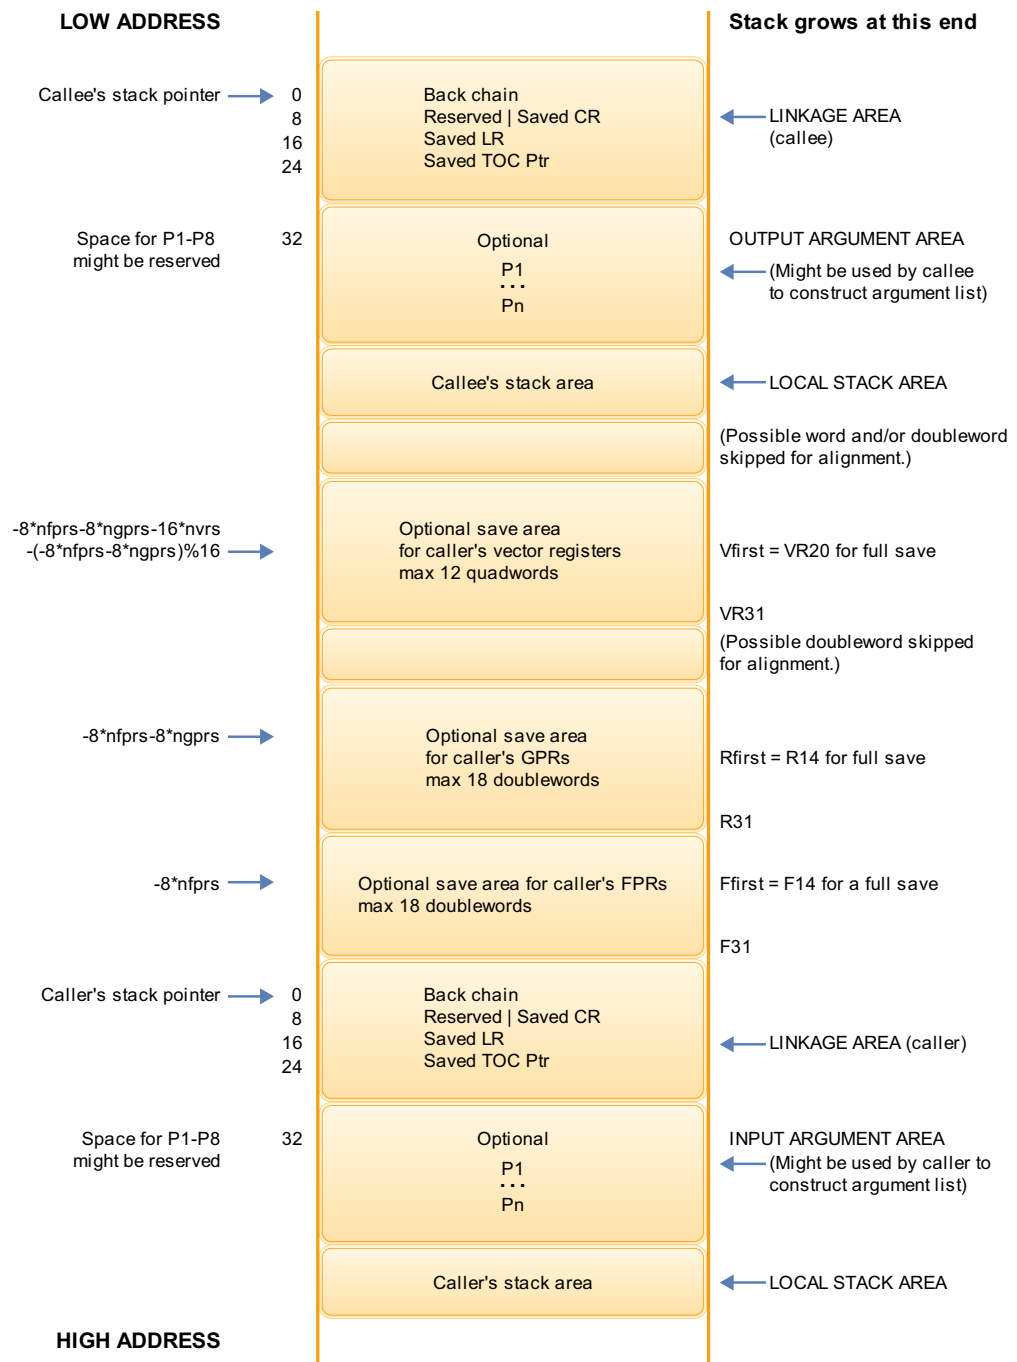 LOW ADDRESS
Stack grows at this end
Callee's stack pointer
0
8
16
24
Back chain
Reserved | Saved CR
Saved LR
Saved TOC Ptr
LINKAGE AREA
(callee)
Space for P1-P8
might be reserved
32
Optional
P1
...
Pn
OUTPUT ARGUMENT AREA
(Might be used by callee
to construct argument list)
Callee's stack area
LOCAL STACK AREA
(Possible word and/or doubleword
skipped for alignment.)
-8*nfprs-8*ngprs-16*nvrs
-(-8*nfprs-8*ngprs)%16
Optional save area
for caller's vector registers
max 12 quadwords
Vfirst = VR20 for full save
VR31
(Possible doubleword skipped
for alignment.)
-8*nfprs-8*ngprs
Optional save area
for caller's GPRs
max 18 doublewords
Rfirst = R14 for full save
R31
-8*nfprs
Optional save area for caller's FPRs
max 18 doublewords
Ffirst = F14 for a full save
F31
Caller's stack pointer
0
8
16
24
Back chain
Reserved | Saved CR
Saved LR
Saved TOC Ptr
LINKAGE AREA (caller)
Space for P1-P8
might be reserved
32
Optional
P1
...
Pn
INPUT ARGUMENT AREA
(Might be used by caller to
construct argument list)
Caller's stack area
LOCAL STACK AREA
HIGH ADDRESS